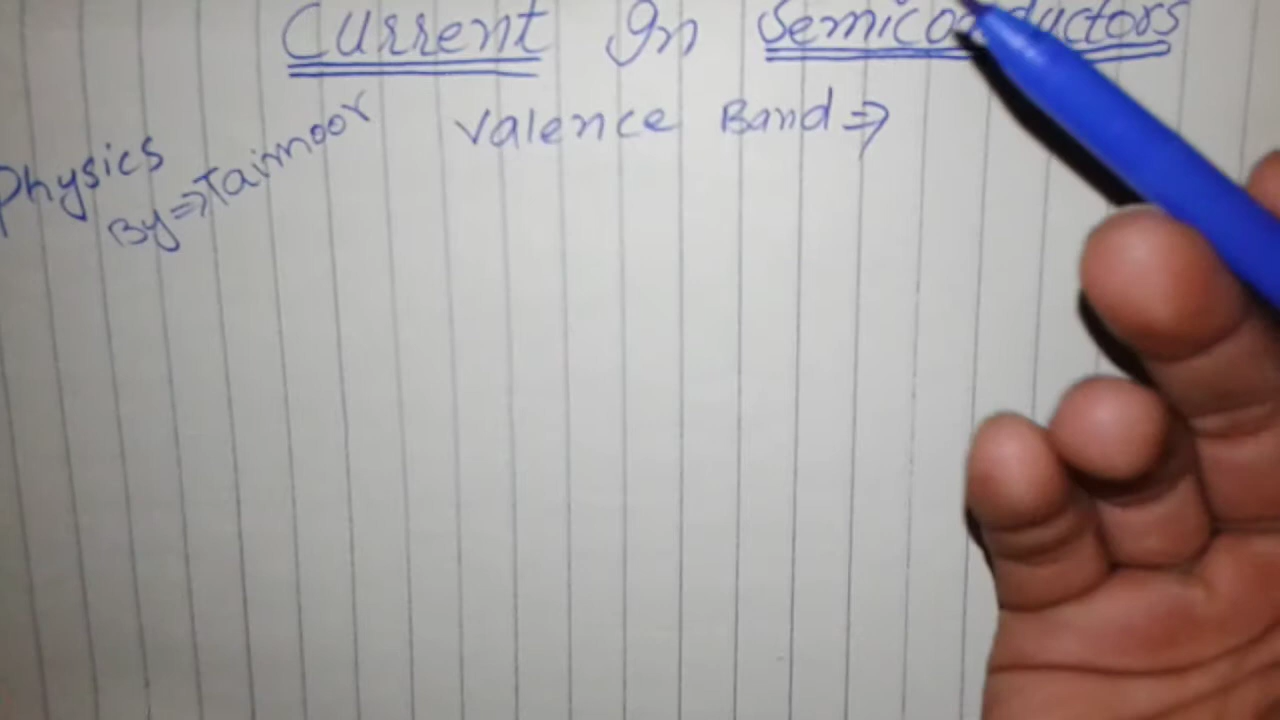 Current In Semiconductors
Valence Band ⇒
Physics
By ⇒ Taimoor